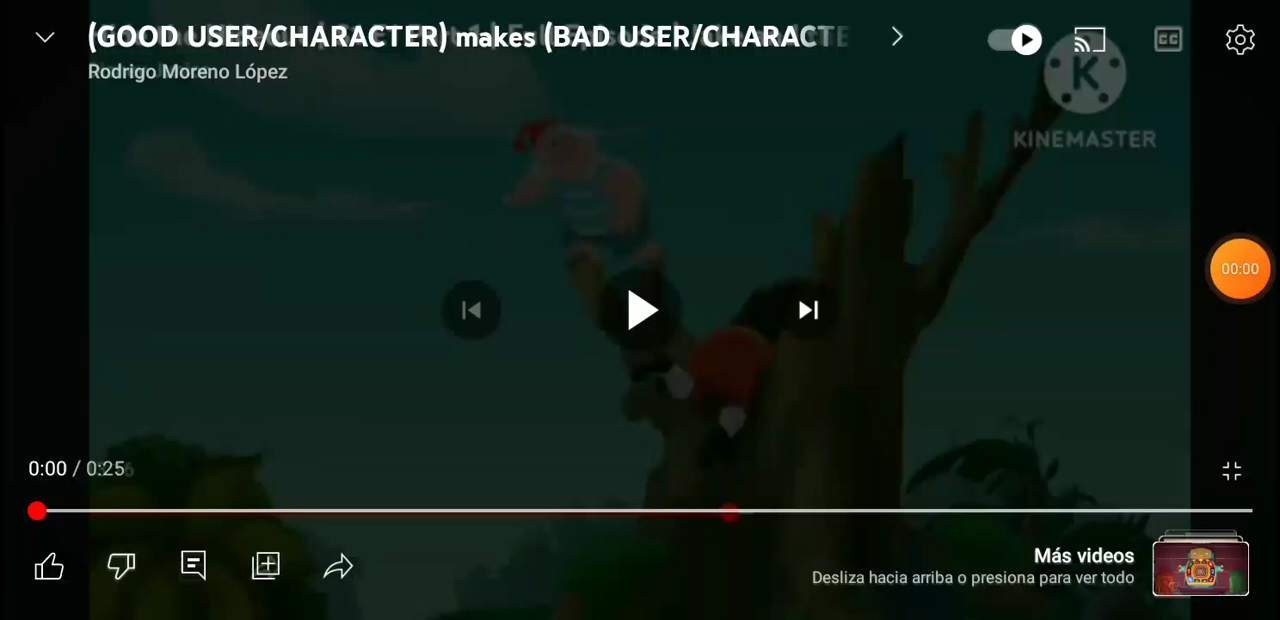 (GOOD USER/CHARACTER) makes (BAD USER/CHARACTE
Rodrigo Moreno López
K
KINEMASTER
CC
00:00
0:00 / 0:25
Más videos
Desliza hacia arriba o presiona para ver todo